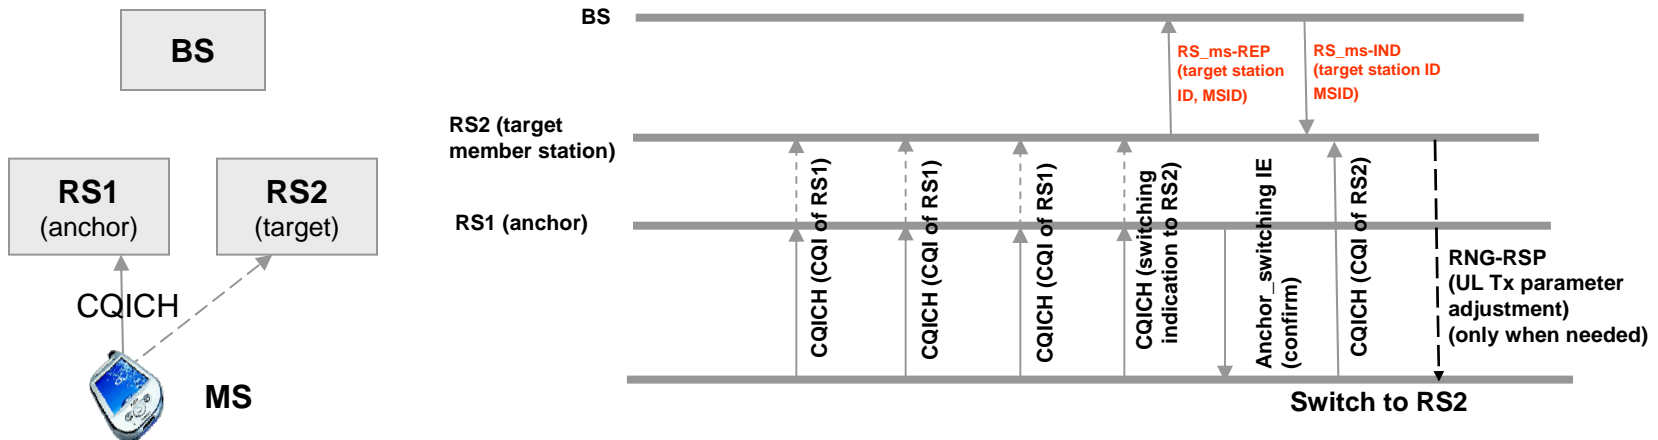 BS
RS1
(anchor)
RS2
(target)
CQICH
MS
BS
RS_ms-REP
(target station
ID, MSID)
RS_ms-IND
(target station ID
MSID)
RS2 (target
member station)
RS1 (anchor)
CQICH (CQI of RS1)
CQICH (CQI of RS1)
CQICH (CQI of RS1)
CQICH (switching
indication to RS2)
Anchor_switching IE
(confirm)
CQICH (CQI of RS2)
RNG-RSP
(UL Tx parameter
adjustment)
(only when needed)
Switch to RS2